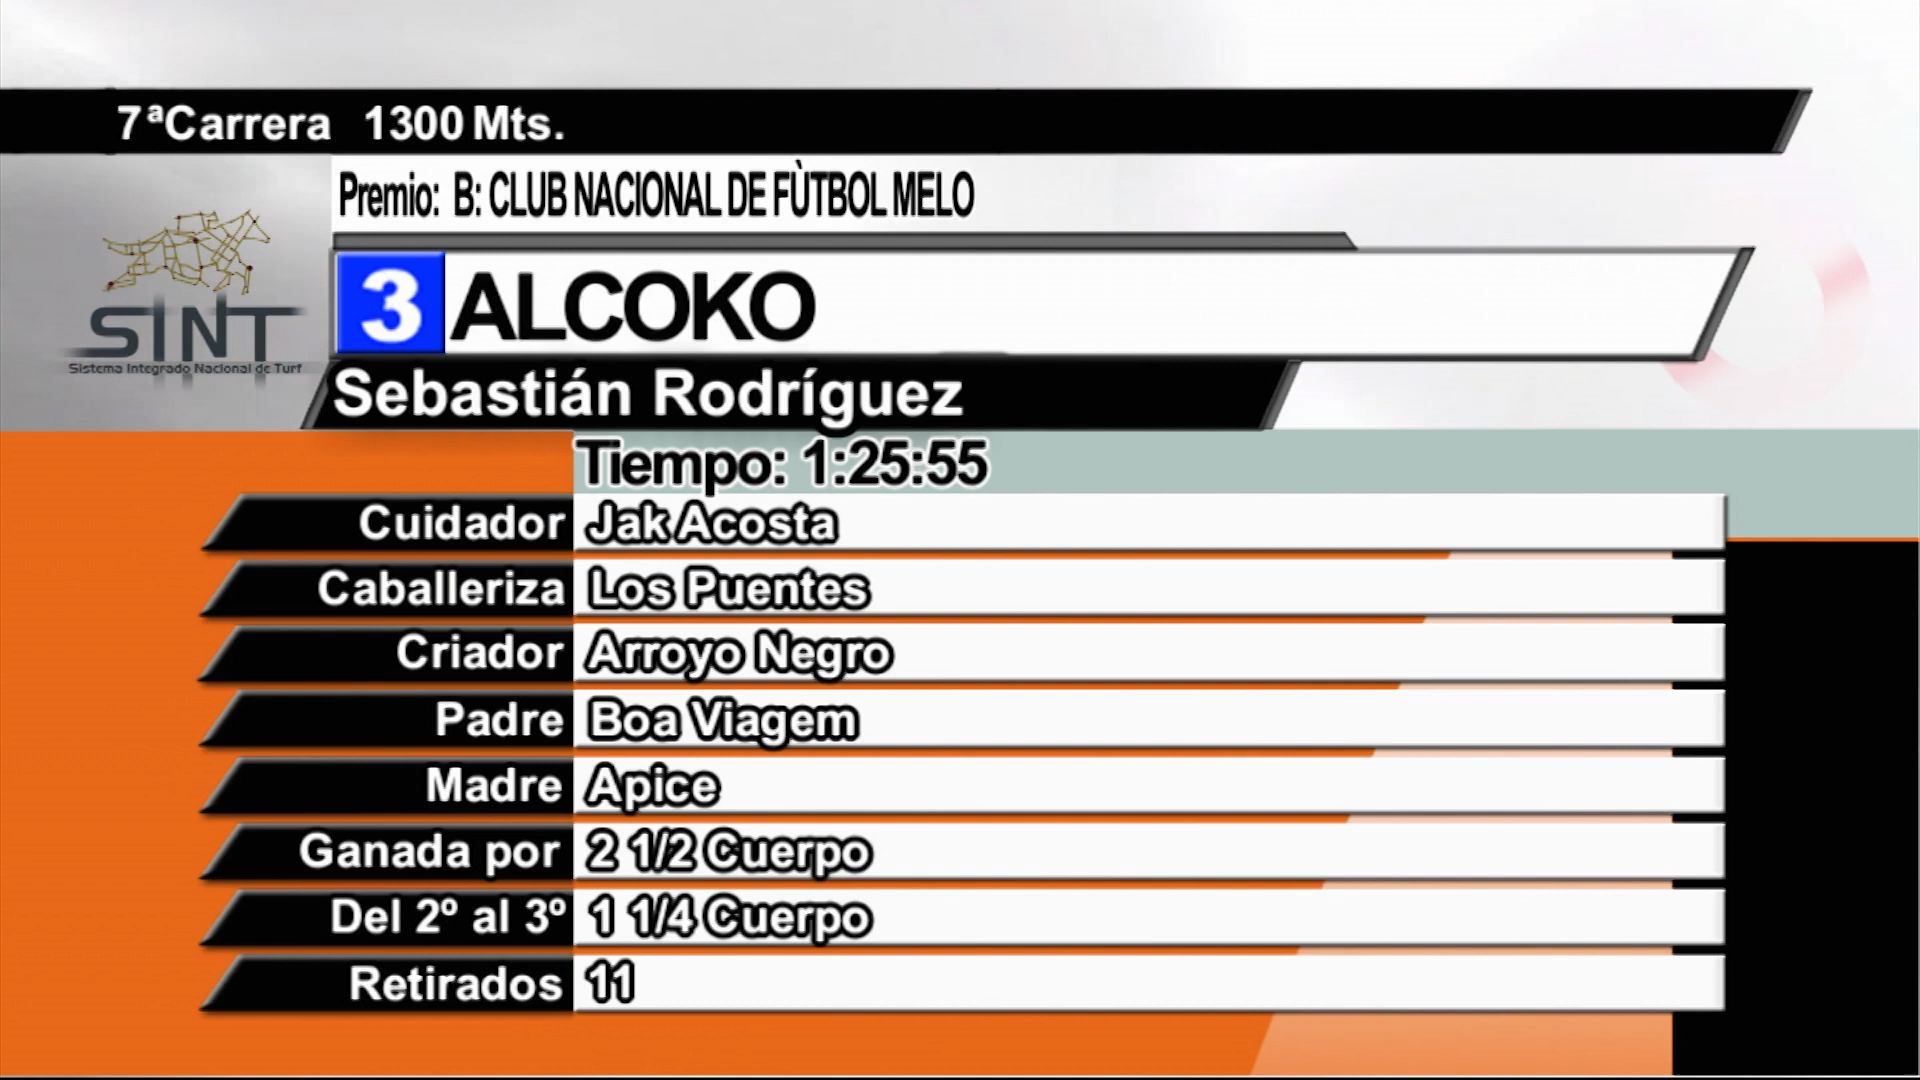 7ªCarrera 1300 Mts.
Premio: B: CLUB NACIONAL DE FÙTBOL MELO
SINT
Sistema Integrado Nacional de Turf
3 ALCOKO
Sebastián Rodríguez
Tiempo: 1:25:55
Cuidador Jak Acosta
Caballeriza Los Puentes
Criador Arroyo Negro
Padre Boa Viagem
Madre Apice
Ganada por 2 1/2 Cuerpo
Del 2º al 3º 1 1/4 Cuerpo
Retirados 11